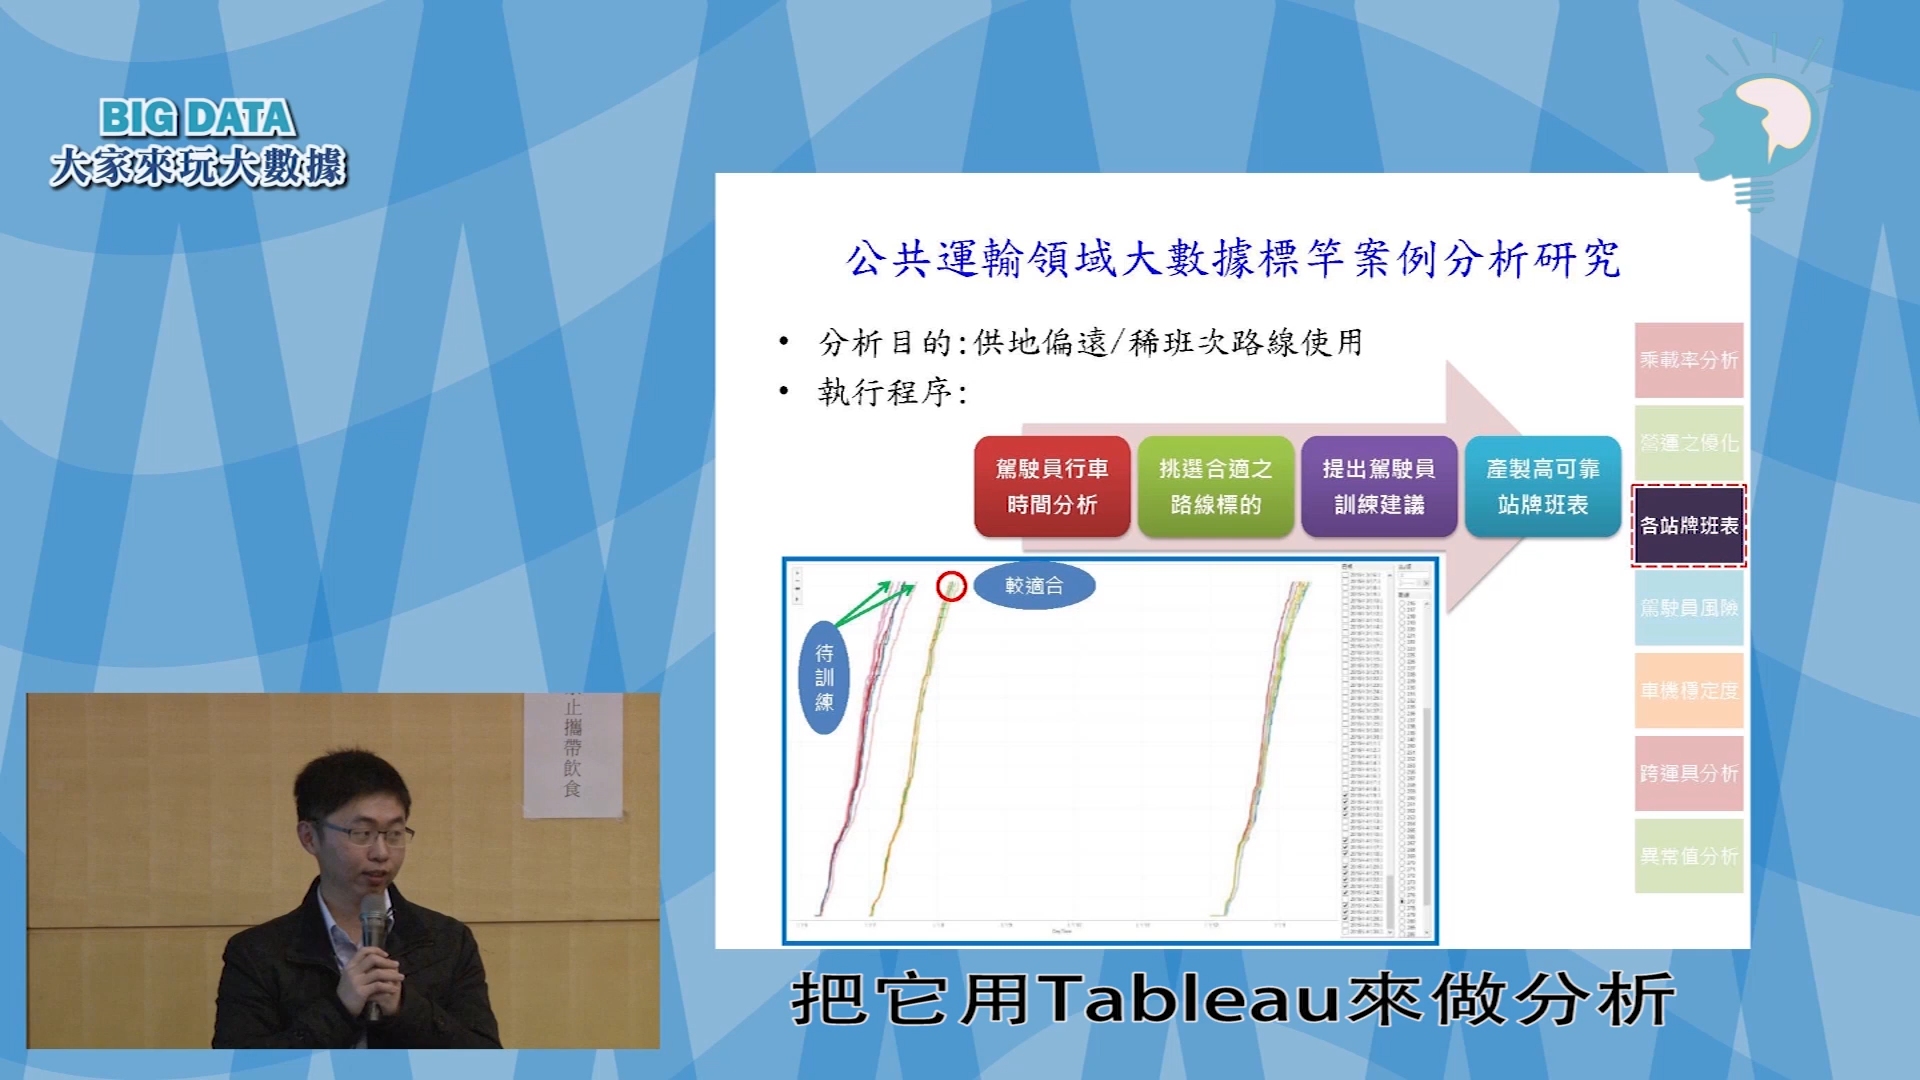 BIG DATA
大家來玩大數據
公共運輸領域大數據標竿案例分析研究
• 分析目的:供地偏遠/稀班次路線使用
• 執行程序:
駕駛員行車
時間分析
挑選合適之
路線標的
提出駕駛員
訓練建議
產製高可靠
站牌班表
乘載率分析
營運之優化
各站牌班表
駕駛員風險
車機穩定度
跨運具分析
異常值分析
較適合
待訓練
止攜帶飲食
把它用Tableau來做分析